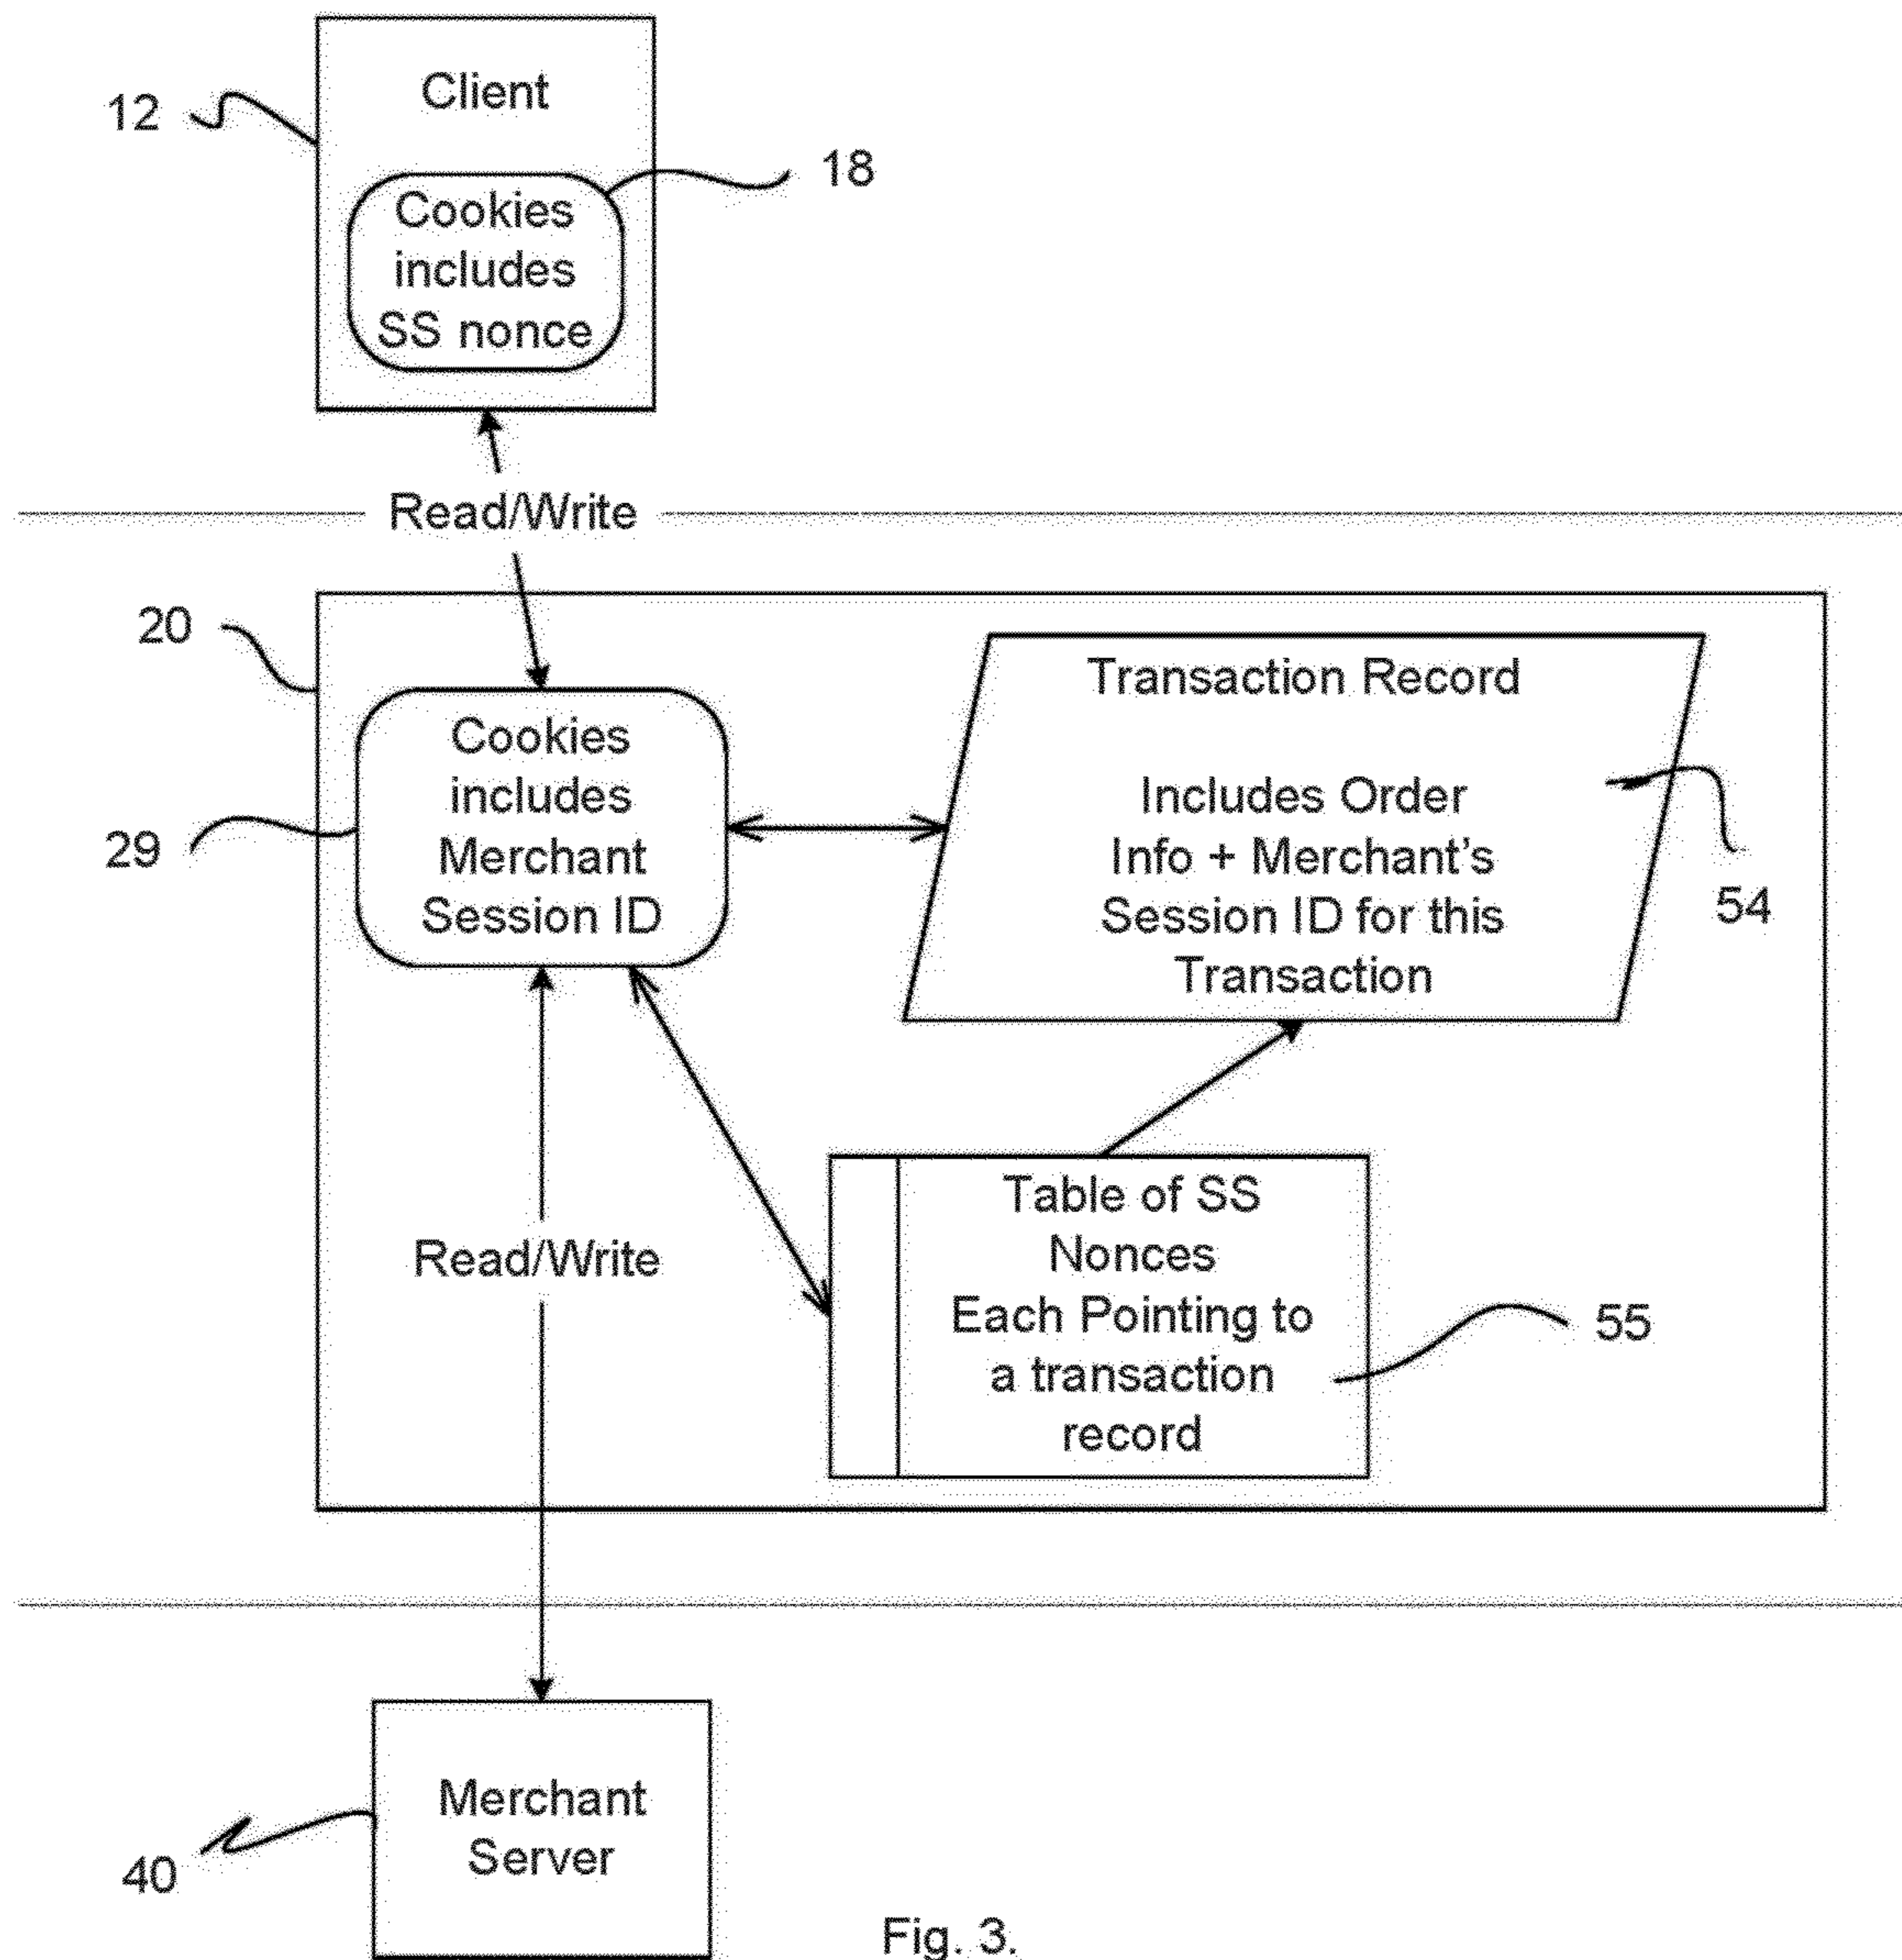 Client
12
18
Cookies
includes
SS nonce
Read/Write
20
Transaction Record
Cookies
includes
Merchant
Session ID
Includes Order
Info + Merchant's
Session ID for this
Transaction
29
54
Table of SS
Nonces
Each Pointing to
a transaction
record
Read/Write
55
Merchant
Server
40
Fig. 3.